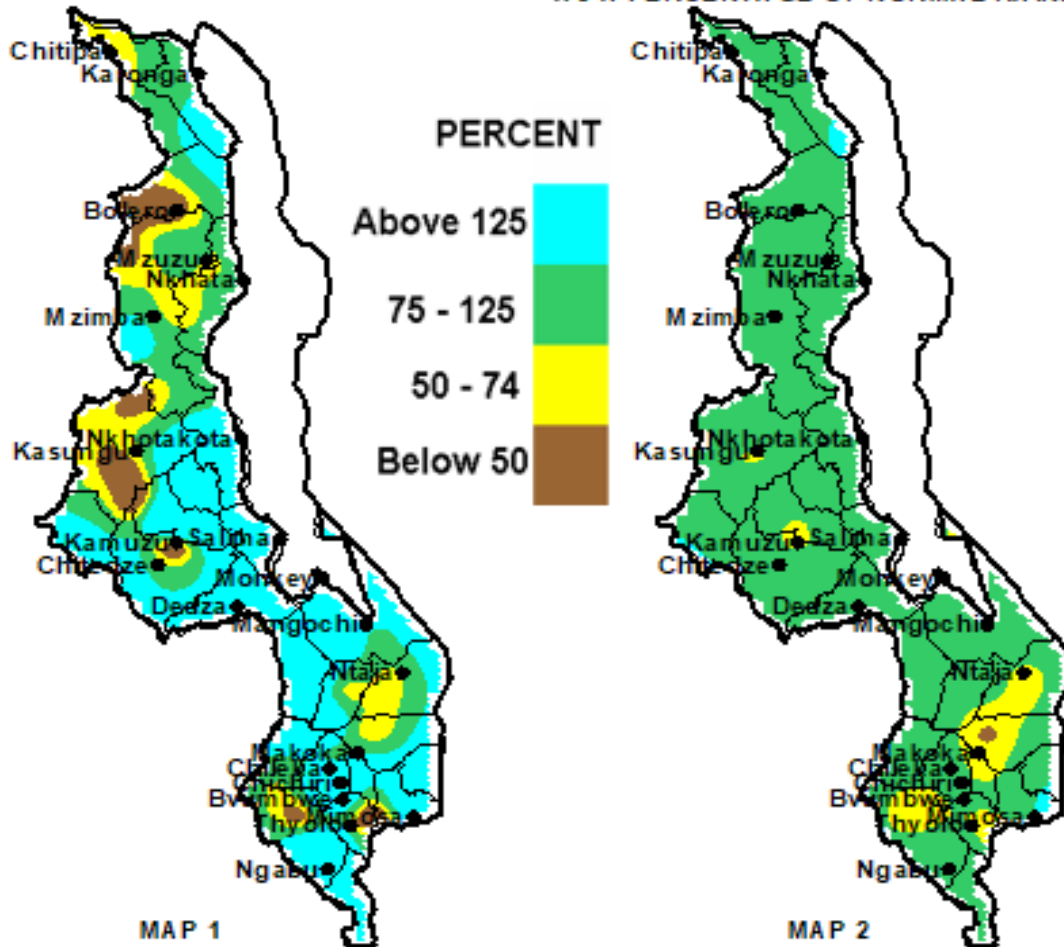 Chitipa
Karonga
Bolero
Mzuzu
Nkhata
Mzimba
Nkhotakota
Kasungu
Kamuzu
Salima
Chitedze
Monkey
Dedza
Mangochi
Ntaja
Makoka
Chileka
Chichiri
Bvumbwe
Mimosa
Thyolo
Ngabu
MAP 1
PERCENT
Above 125
75 - 125
50 - 74
Below 50
Chitipa
Karonga
Bolero
Mzuzu
Nkhata
Mzimba
Nkhotakota
Kasungu
Kamuzu
Salima
Chitedze
Monkey
Dedza
Mangochi
Ntaja
Makoka
Chileka
Chichiri
Bvumbwe
Mimosa
Thyolo
Ngabu
MAP 2